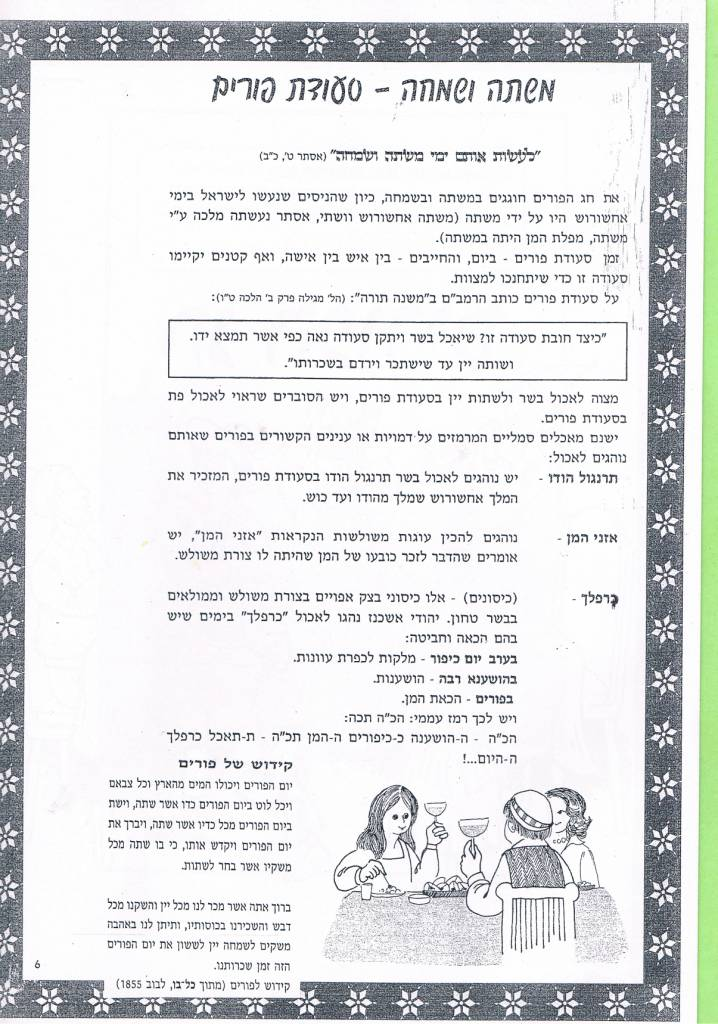 משתה ושמחה - סעודת פורים
"לעשות אותם ימי משתה ושמחה" (אסתר ט', כ"ב)
את חג הפורים חוגגים במשתה ובשמחה, כיון שהניסים שנעשו לישראל בימי
אחשורוש היו על ידי משתה (משתה אחשורוש וושתי, אסתר נעשתה מלכה ע"י
משתה, מפלת המן היתה במשתה).
זמן סעודת פורים - ביום, והחייבים - בין איש בין אישה, ואף קטנים יקיימו
סעודה זו כדי שיתחנכו למצוות.
על סעודת פורים כותב הרמב"ם ב"משנה תורה": (הל' מגילה פרק ב' הלכה ט"ו):
"כיצד חובת סעודה זו? שיאכל בשר ויתקן סעודה נאה כפי אשר תמצא ידו.
ושותה יין עד שישתכר וירדם בשכרותו".
מצוה לאכול בשר ולשתות יין בסעודת פורים, ויש הסוברים שראוי לאכול פת
בסעודת פורים.
ישנם מאכלים סמליים המרמזים על דמויות או ענינים הקשורים בפורים שאותם
נוהגים לאכול:
תרנגול הודו - יש נוהגים לאכול בשר תרנגול הודו בסעודת פורים, המזכיר את
המלך אחשורוש שמלך מהודו ועד כוש.
אזני המן - נוהגים להכין עוגות משולשות הנקראות "אזני המן", יש
אומרים שהדבר לזכר כובעו של המן שהיתה לו צורת משולש.
כרפלך - (כיסונים) - אלו כיסוני בצק אפויים בצורת משולש וממולאים
בבשר טחון. יהודי אשכנז נהגו לאכול "כרפלך" בימים שיש
בהם הכאה וחביטה:
בערב יום כיפור - מלקות לכפרת עוונות.
בהושענא רבה - הושענות.
בפורים - הכאת המן.
ויש לכך רמז עממי: הכ"ה תכה:
הכ"ה - ה-הושענה כ-כיפורים ה-המן תכ"ה - ת-תאכל כרפלך
ה-היום...!
קידוש של פורים
יום הפורים ויכולו המים מהארץ וכל צבאם
ויכל לוט ביום הפורים כדו אשר שתה, וישת
ביום הפורים מכל כדיו אשר שתה, ויברך את
יום הפורים ויקדש אותו, כי בו שתה מכל
משקיו אשר בחר לשתות.
ברוך אתה אשר מכר לנו מכל יין והשקנו מכל
דבש והשכירנו בכוסותיו, ותיתן לנו באהבה
משקים לשמחה יין לששון את יום הפורים
הזה זמן שכרותנו.
קידוש לפורים (מתוך כל-בו, לבוב 1855)
6